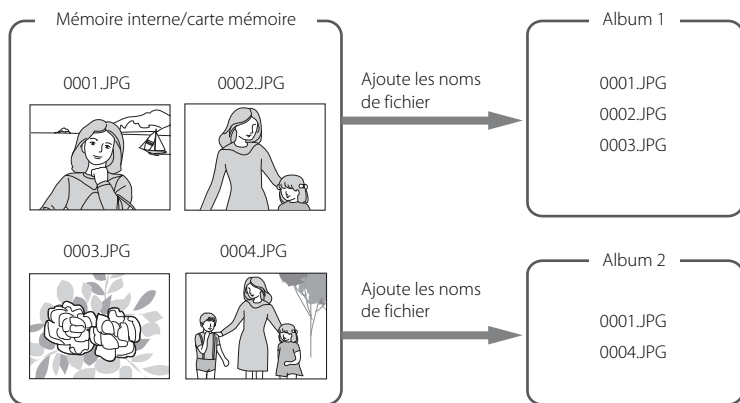 Mémoire interne/carte mémoire
0001.JPG
0002.JPG
0003.JPG
0004.JPG
Ajoute les noms
de fichier
Album 1
0001.JPG
0002.JPG
0003.JPG
Ajoute les noms
de fichier
Album 2
0001.JPG
0004.JPG